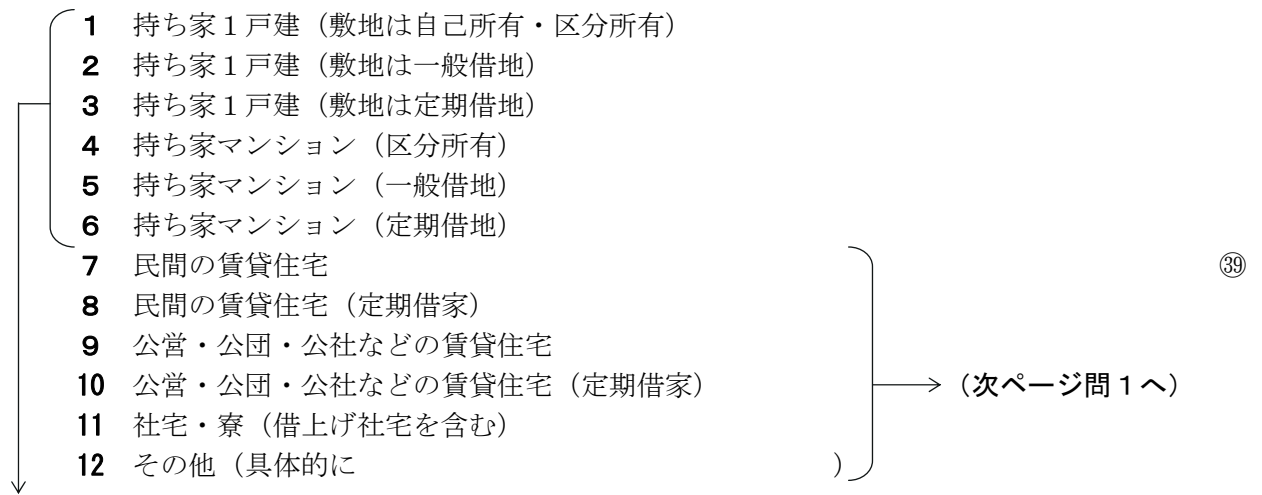 1 持ち家１戸建（敷地は自己所有・区分所有）
2 持ち家１戸建（敷地は一般借地）
3 持ち家１戸建（敷地は定期借地）
4 持ち家マンション（区分所有）
5 持ち家マンション（一般借地）
6 持ち家マンション（定期借地）
7 民間の賃貸住宅 ㊴
8 民間の賃貸住宅（定期借家）
9 公営・公団・公社などの賃貸住宅
10 公営・公団・公社などの賃貸住宅（定期借家） （次ページ問１へ）
11 社宅・寮（借上げ社宅を含む）
12 その他（具体的に ）